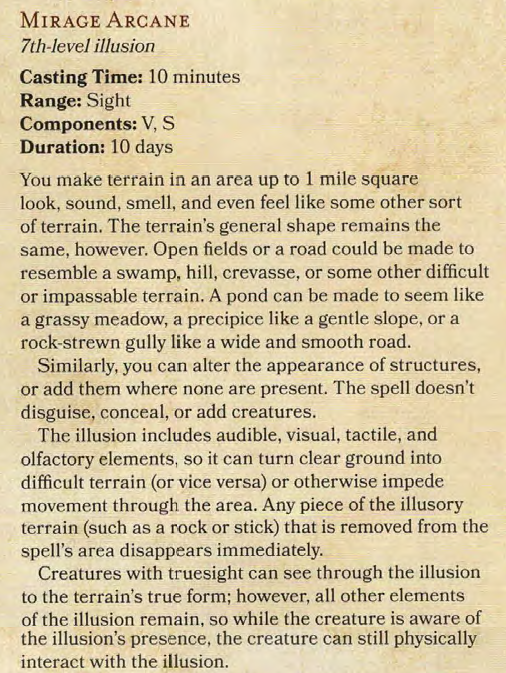 MIRAGE ARCANE
7th-level illusion
Casting Time: 10 minutes
Range: Sight
Components: V, S
Duration: 10 days
You make terrain in an area up to 1 mile square
look, sound, smell, and even feel like some other sort
of terrain. The terrain's general shape remains the
same, however. Open fields or a road could be made to
resemble a swamp, hill, crevasse, or some other difficult
or impassable terrain. A pond can be made to seem like
a grassy meadow, a precipice like a gentle slope, or a
rock-strewn gully like a wide and smooth road.
Similarly, you can alter the appearance of structures,
or add them where none are present. The spell doesn't
disguise, conceal, or add creatures.
The illusion includes audible, visual, tactile, and
olfactory elements, so it can turn clear ground into
difficult terrain (or vice versa) or otherwise impede
movement through the area. Any piece of the illusory
terrain (such as a rock or stick) that is removed from the
spell's area disappears immediately.
Creatures with truesight can see through the illusion
to the terrain's true form; however, all other elements
of the illusion remain, so while the creature is aware of
the illusion's presence, the creature can still physically
interact with the illusion.